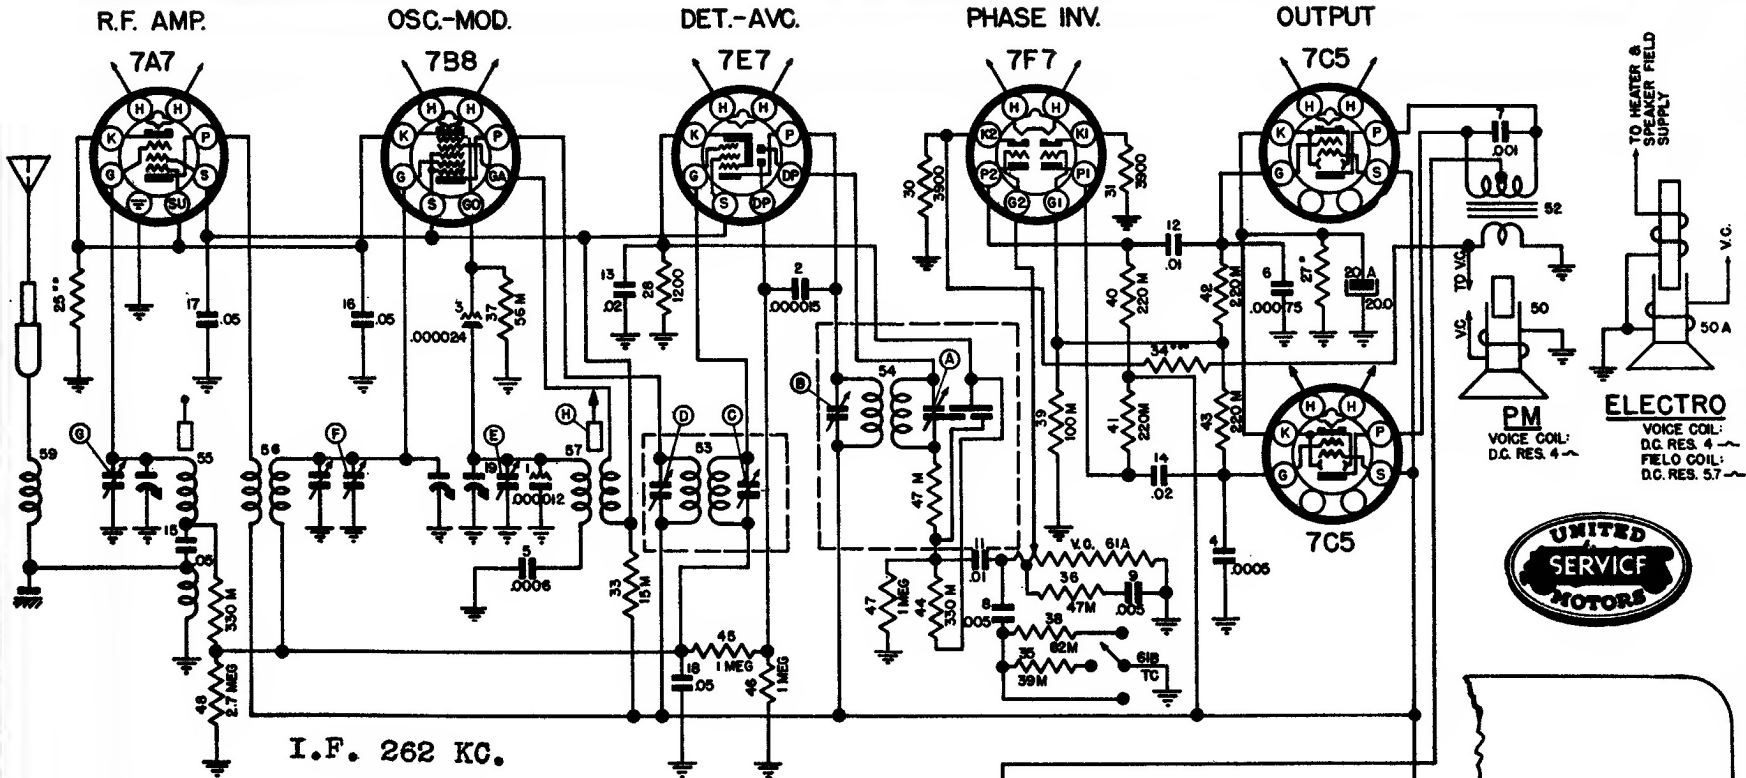 R.F. AMP.
OSC.-MOD.
DET.-AVC.
PHASE INV.
OUTPUT
7A7
7B8
7E7
7F7
7C5
TO HEATER &
SPEAKER FIELD
SUPPLY
H H
K P
G S
SU
H H
K P
G GA
S GO
H H
K P
G DP
S DP
H H
K2 K1
P2 P1
G2 G1
H H
K P
G S
7
.001
52
30
3900
31
3900
12
.01
25**
17
.05
16
.05
37
56 M
.000024
13
.02
28
1200
2
.000015
40
220 M
42
220 M
6
.00075
27*
20 A
20.0
TO V.C.
V.C.
V.C.
50
50 A
34***
G
F
E
H
D
C
B
A
59
55
56
57
53
54
19
1
.000012
15
.05
5
.0006
33
15 M
47 M
39
100 M
41
220M
43
220 M
14
.02
H H
K P
G S
7C5
4
.0005
PM
VOICE COIL:
D.C. RES. 4
ELECTRO
VOICE COIL:
D.C. RES. 4
FIELD COIL:
D.C. RES. 5.7
330 M
48
2.7 MEG
45
1 MEG
18
.05
46
1 MEG
47
1 MEG
44
330 M
11
.01
V.C. 61A
36
47M
9
.005
8
.005
38
82M
35
39M
61B
TC
UNITED
SERVICE
MOTORS
I.F. 262 KC.